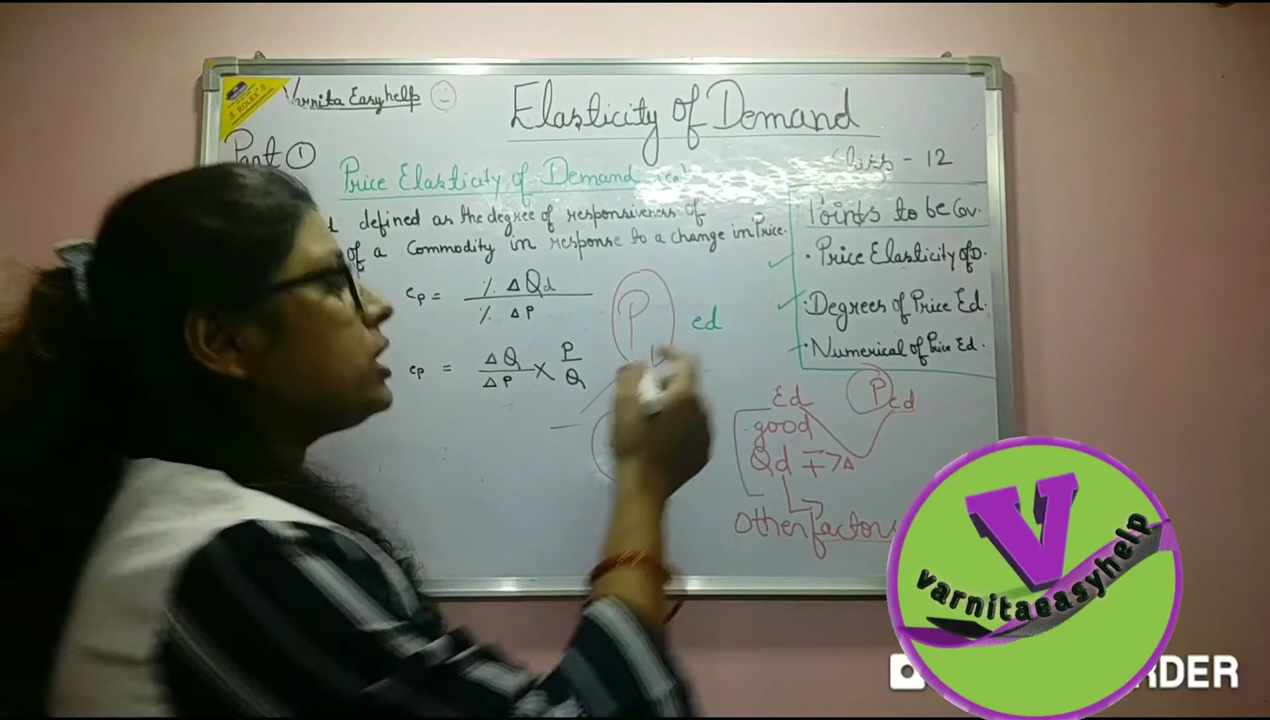 Varnita Easyhelp
Elasticity of Demand
Part 1
Class - 12
Price Elasticity of Demand
defined as the degree of responsiveness of
of a Commodity in response to a change in Price.
ep = % Δ Qd / % Δ P
ep = ΔQ / ΔP × P / Q
P
ed
Points to be Cov.
· Price Elasticity of D.
· Degrees of Price Ed.
· Numerical of Price Ed.
Ed
Ped
good
Qd
Other factors
V
varnitaeasyhelp
RDER